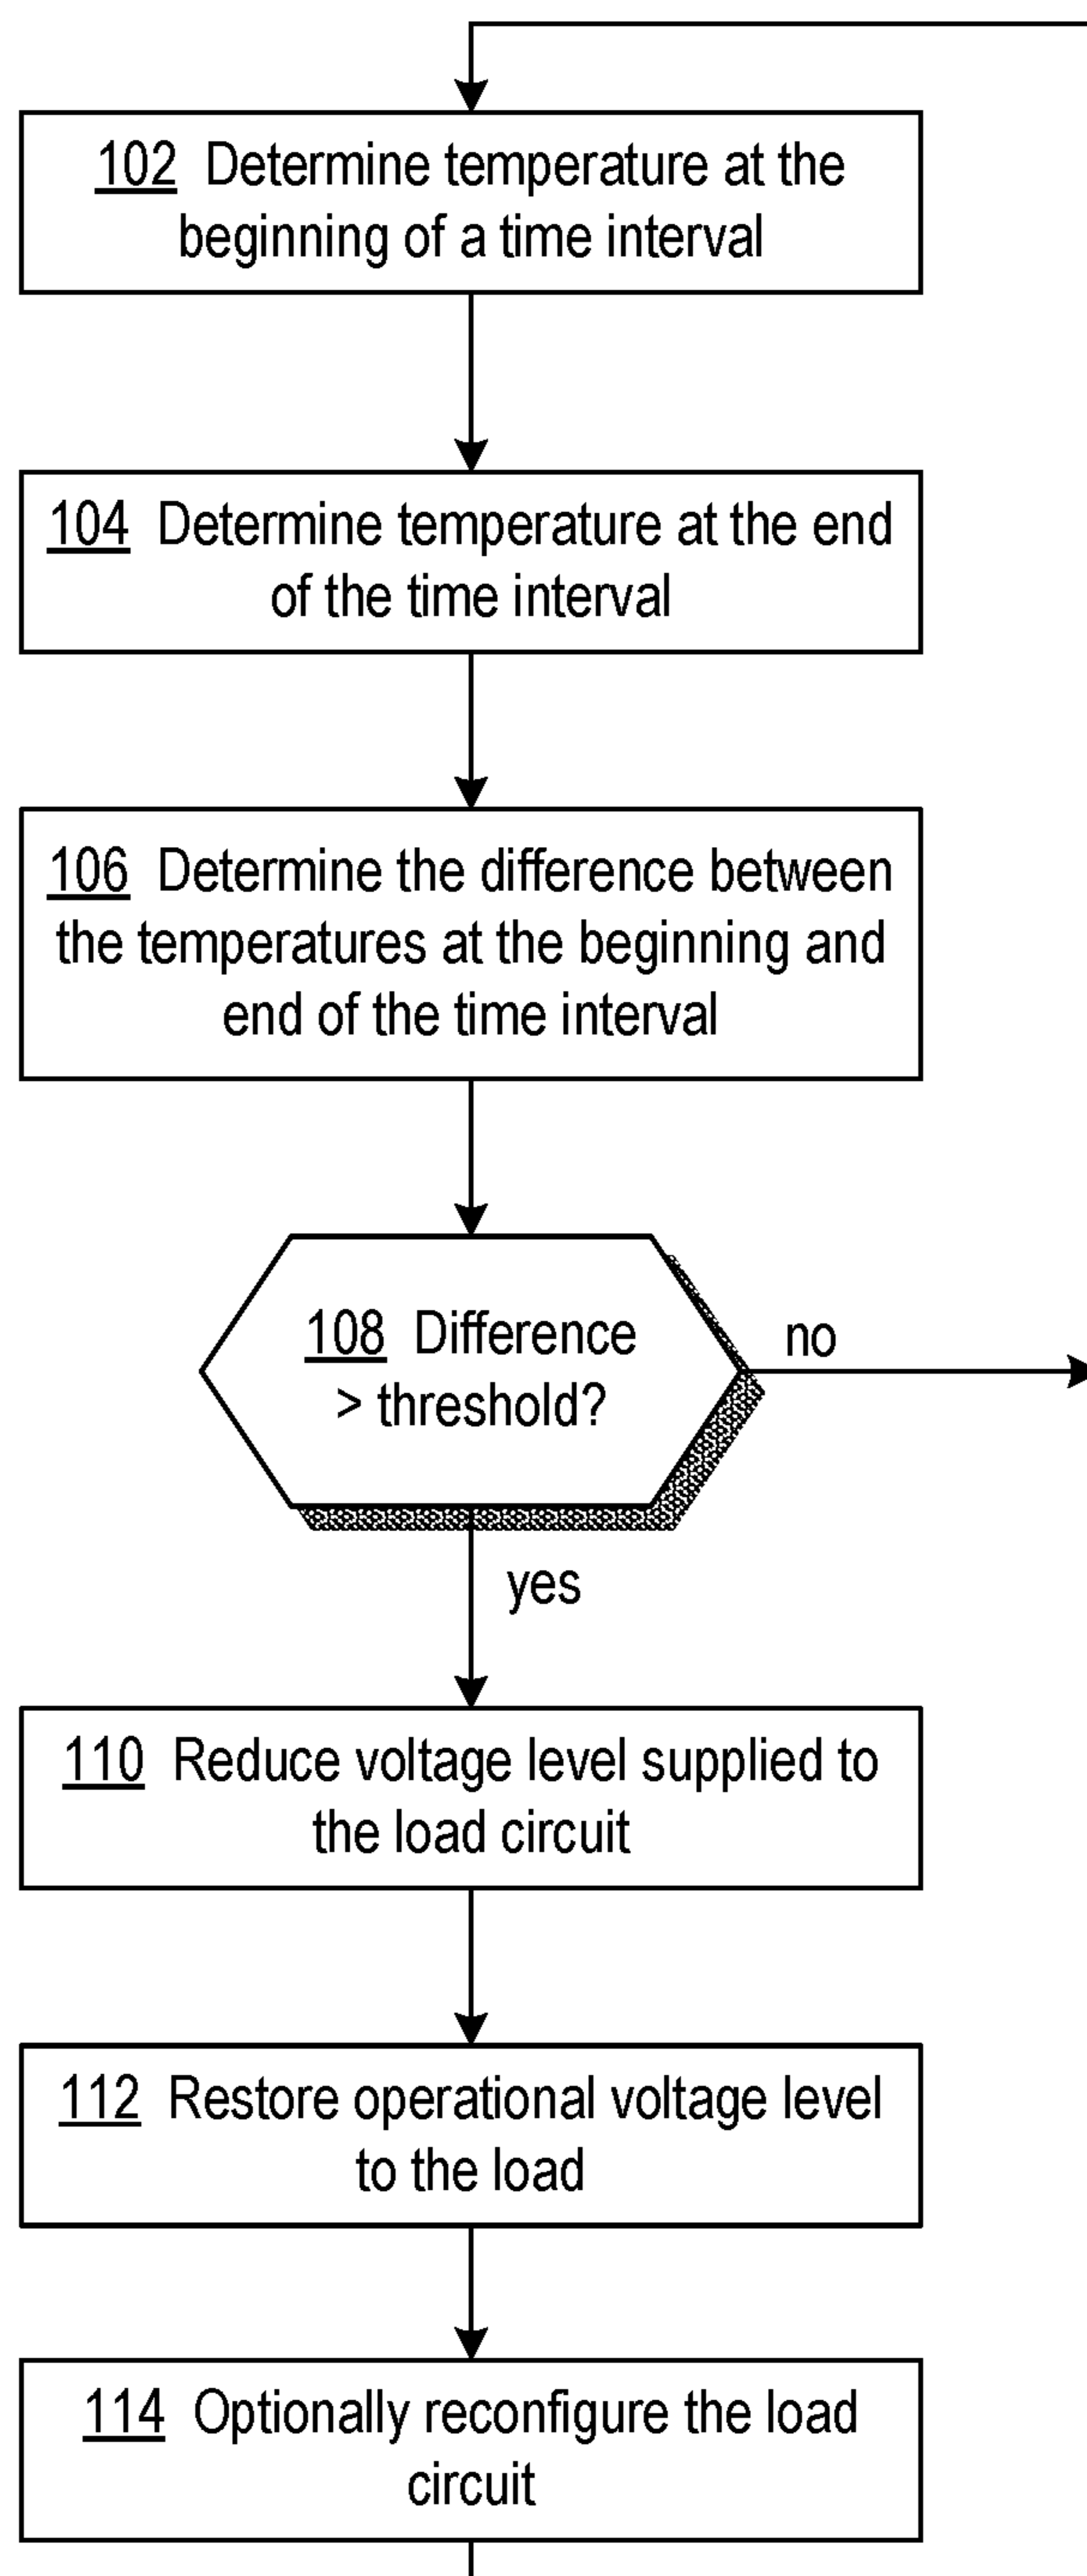 102 Determine temperature at the
beginning of a time interval
104 Determine temperature at the end
of the time interval
106 Determine the difference between
the temperatures at the beginning and
end of the time interval
108 Difference
> threshold?
no
yes
110 Reduce voltage level supplied to
the load circuit
112 Restore operational voltage level
to the load
114 Optionally reconfigure the load
circuit